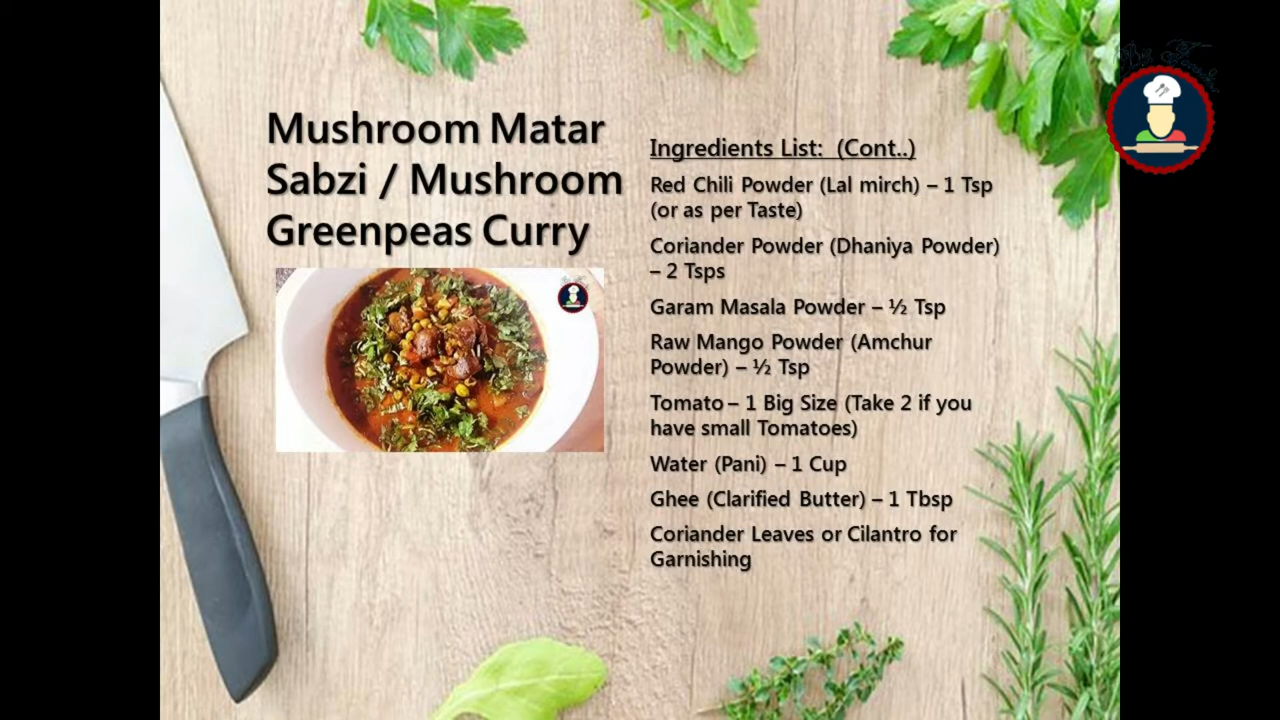 Mushroom Matar
Sabzi / Mushroom
Greenpeas Curry
Ingredients List:  (Cont..)
Red Chili Powder (Lal mirch) – 1 Tsp
(or as per Taste)
Coriander Powder (Dhaniya Powder)
– 2 Tsps
Garam Masala Powder – ½ Tsp
Raw Mango Powder (Amchur
Powder) – ½ Tsp
Tomato – 1 Big Size (Take 2 if you
have small Tomatoes)
Water (Pani) – 1 Cup
Ghee (Clarified Butter) – 1 Tbsp
Coriander Leaves or Cilantro for
Garnishing